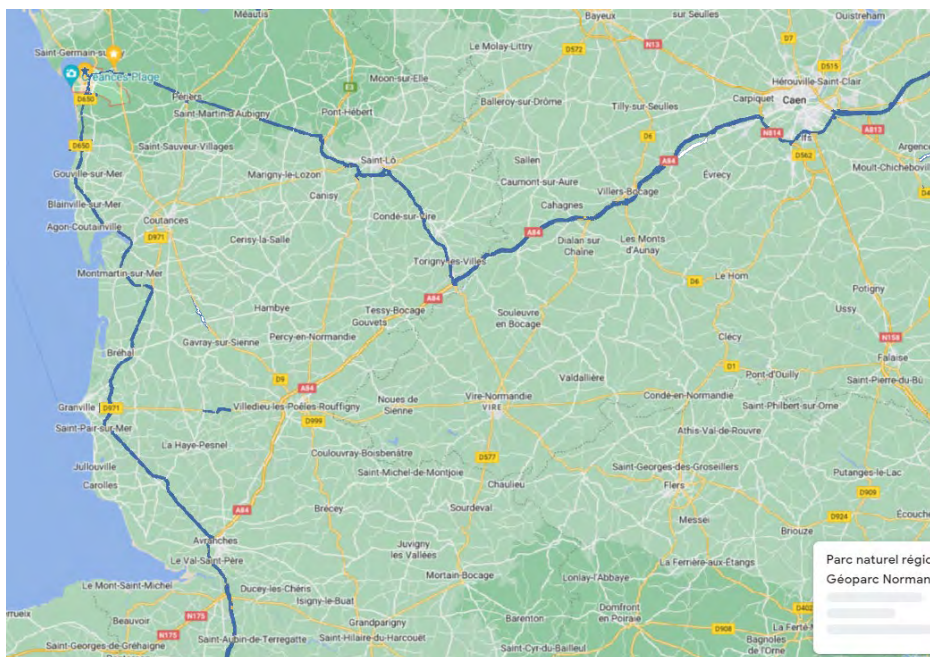 Méautis
Bayeux
sur Seulles
Ouistreham
D7
N13
Saint-Germain-su
Le Molay-Littry
D572
D515
Créances Plage
Moon-sur-Elle
Hérouville-Saint-Clair
E3
Carpiquet
Caen
D650
Périers
Balleroy-sur-Drôme
Tilly-sur-Seulles
Saint-Martin-d'Aubigny
Pont-Hébert
D6
N814
Ifs
A813
D650
Saint-Sauveur-Villages
Saint-Lô
Sallen
A84
D562
Argence
Gouville-sur-Mer
Marigny-le-Lozon
Évrecy
Moult-Chicheboville
Canisy
Caumont-sur-Aure
Villers-Bocage
D4
Blainville-sur-Mer
Coutances
Condé-sur-Vire
Cahagnes
Agon-Coutainville
D971
Cerisy-la-Salle
A84
Dialan sur
Chaîne
Les Monts
d'Aunay
Montmartin-sur-Mer
Torigny-les-Villes
Le Hom
D6
Potigny
A84
Hambye
Tessy-Bocage
Souleuvre
en Bocage
Ussy
Gouvets
N158
Gavray-sur-Sienne
Percy-en-Normandie
Clécy
Bréhal
Falaise
D1
D9
Valdallière
Pont-d'Ouilly
Saint-Pierre-du-Bû
A84
Granville
D971
Villedieu-les-Poêles-Rouffigny
Noues de
Sienne
Vire-Normandie
VIRE
Condé-en-Normandie
Saint-Philbert-sur-Orne
Saint-Pair-sur-Mer
D999
Athis-Val-de-Rouvre
La Haye-Pesnel
Coulouvray-Boisbenâtre
D577
Jullouville
Saint-Michel-de-Montjoie
Saint-Georges-des-Groseillers
Putanges-le-Lac
Carolles
Chaulieu
Flers
D909
A84
Brécey
Sourdeval
Messei
D924
Écouche
Briouze
Avranches
Juvigny
les Vallées
Le Val-Saint-Père
La Ferrière-aux-Étangs
Parc naturel régio
Géoparc Norman
Le Mont-Saint-Michel
Ducey-les-Chéris
Mortain-Bocage
Lonlay-l'Abbaye
Isigny-le-Buat
Domfront
en Poiraie
D402
Beauvoir
N175
Grandparigny
Barenton
D908
La Ferté-
N175
Saint-Aubin-de-Terregatte
Saint-Hilaire-du-Harcouët
Bagnoles
de l'Orne
Saint-Georges-de-Gréhaigne
Saint-Cyr-du-Bailleul